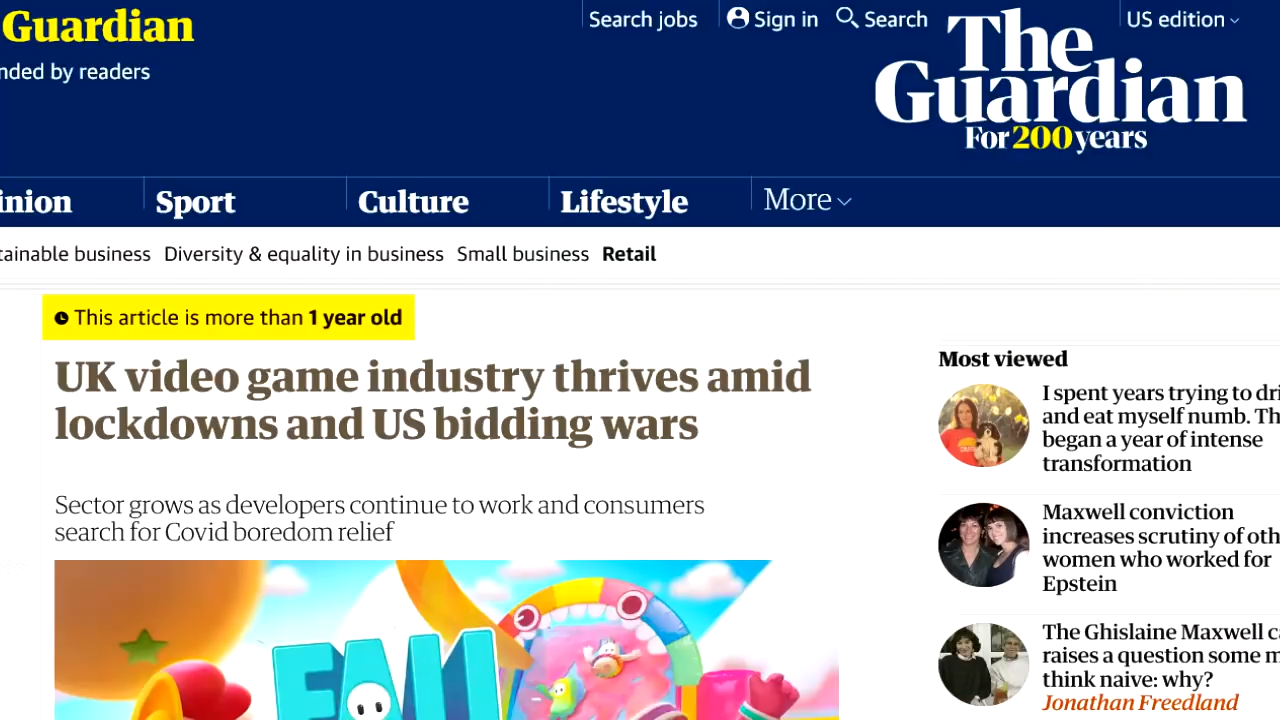 Guardian
nded by readers
Search jobs
Sign in
Search
US edition
The
Guardian
For 200 years
inion
Sport
Culture
Lifestyle
More
tainable business
Diversity & equality in business
Small business
Retail
This article is more than 1 year old
UK video game industry thrives amid
lockdowns and US bidding wars
Sector grows as developers continue to work and consumers
search for Covid boredom relief
FALL
Most viewed
I spent years trying to dri
and eat myself numb. Th
began a year of intense
transformation
Maxwell conviction
increases scrutiny of oth
women who worked for
Epstein
The Ghislaine Maxwell ca
raises a question some m
think naive: why?
Jonathan Freedland